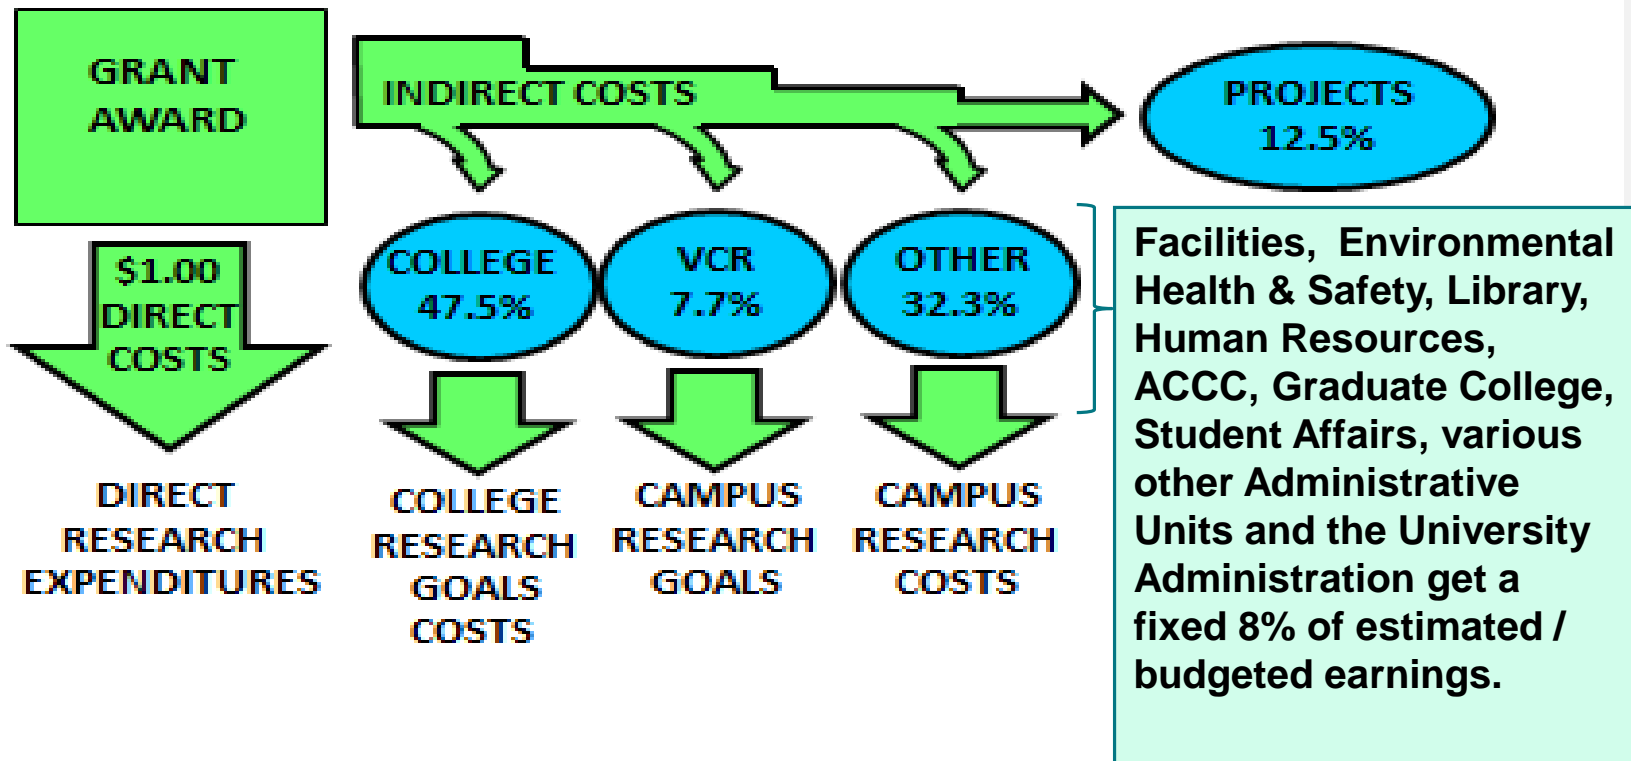 GRANT
AWARD
INDIRECT COSTS
PROJECTS
12.5%
$1.00
DIRECT
COSTS
COLLEGE
47.5%
VCR
7.7%
OTHER
32.3%
DIRECT
RESEARCH
EXPENDITURES
COLLEGE
RESEARCH
GOALS
COSTS
CAMPUS
RESEARCH
GOALS
CAMPUS
RESEARCH
COSTS
Facilities, Environmental
Health & Safety, Library,
Human Resources,
ACCC, Graduate College,
Student Affairs, various
other Administrative
Units and the University
Administration get a
fixed 8% of estimated /
budgeted earnings.